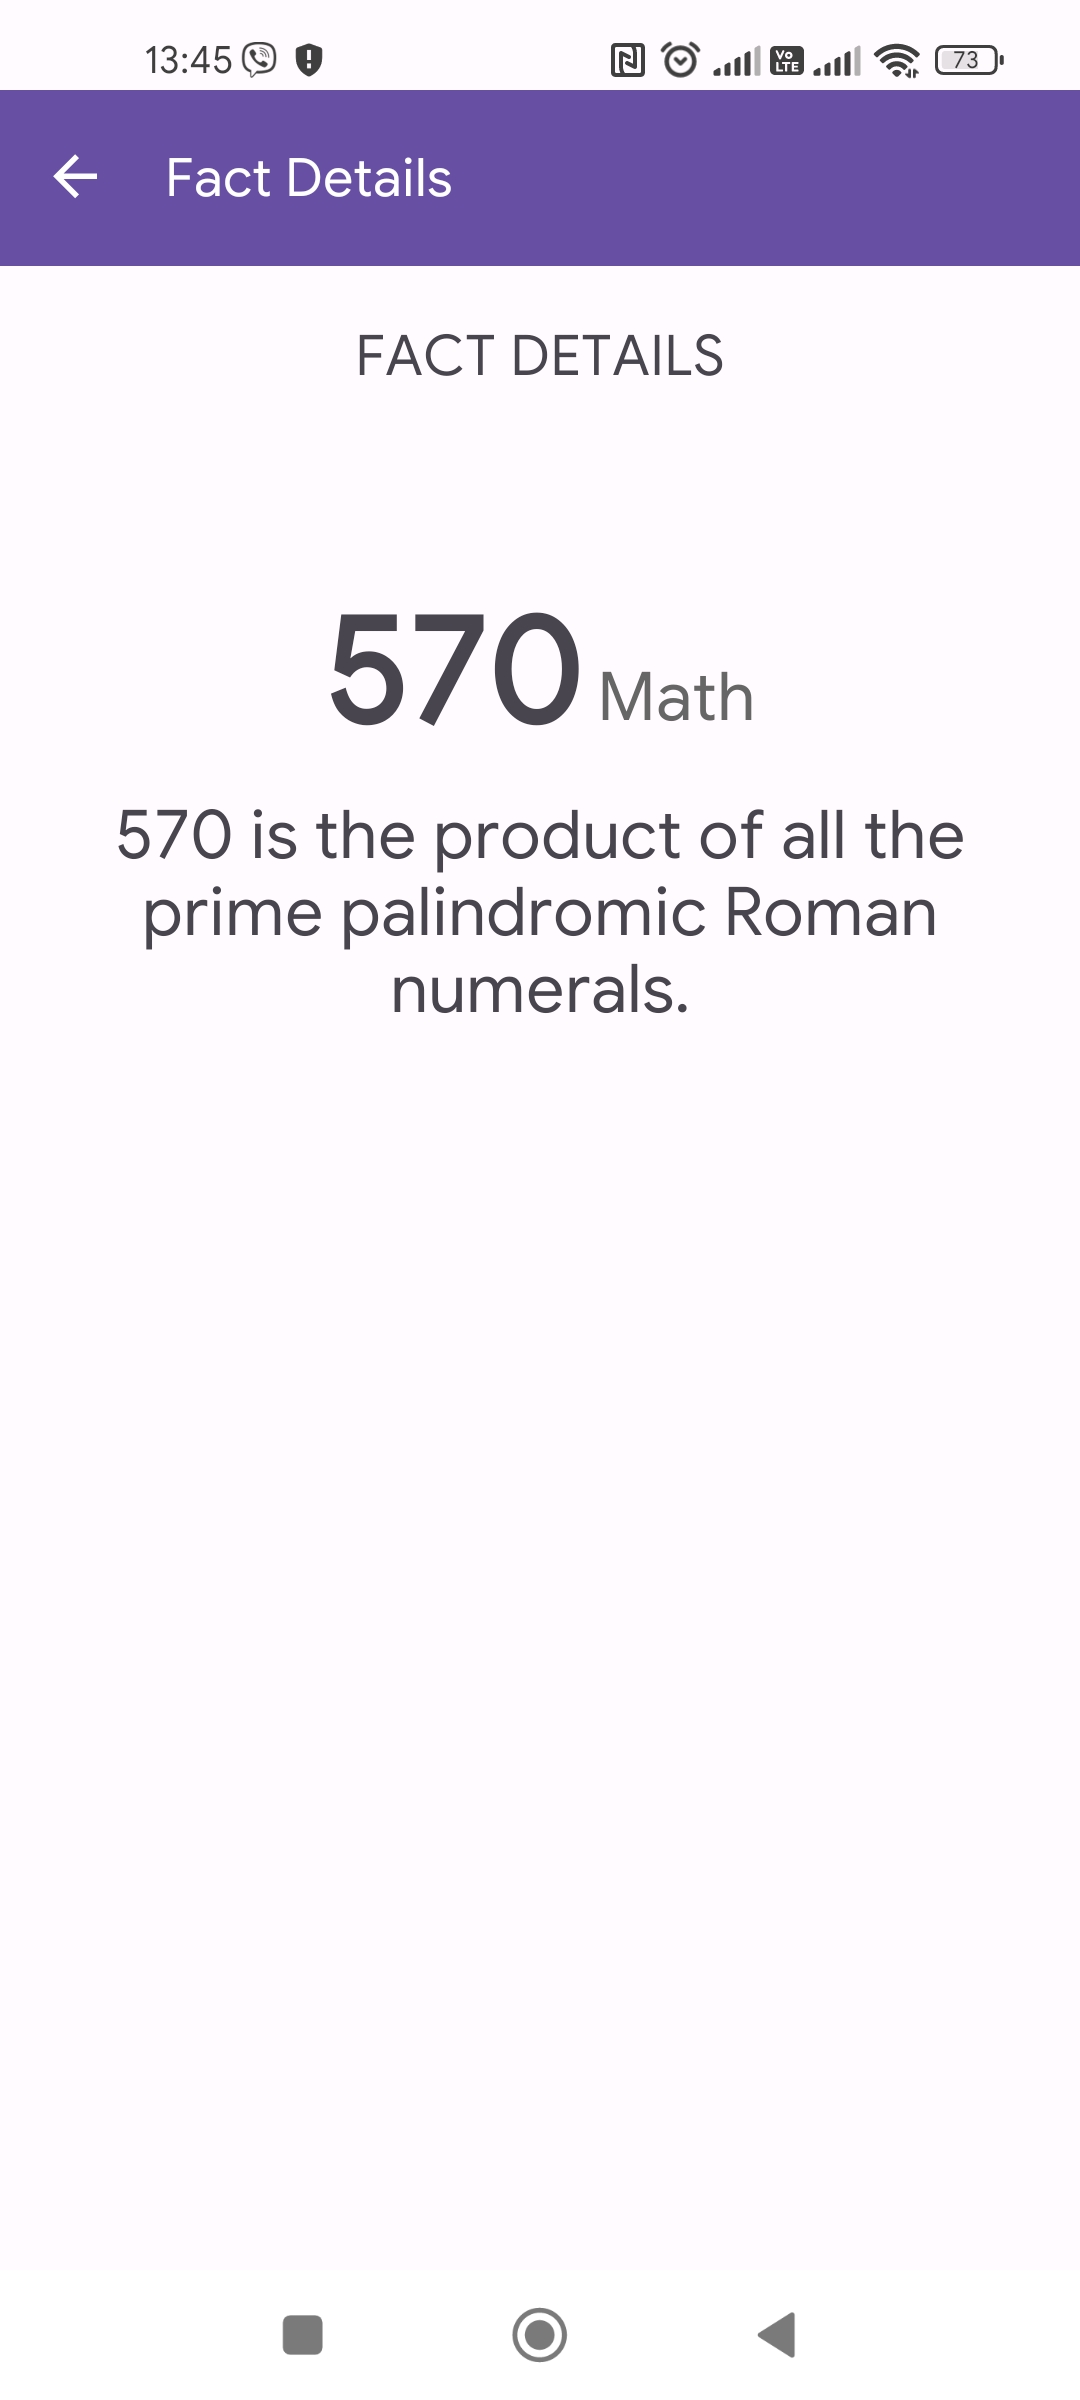 13:45 Vo LTE 73
Fact Details
FACT DETAILS
570 Math
570 is the product of all the
prime palindromic Roman
numerals.